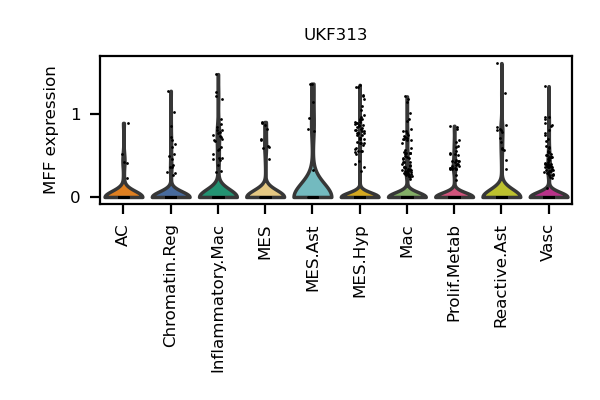 UKF313
MFF expression
1
0
AC
Chromatin.Reg
Inflammatory.Mac
MES
MES.Ast
MES.Hyp
Mac
Prolif.Metab
Reactive.Ast
Vasc